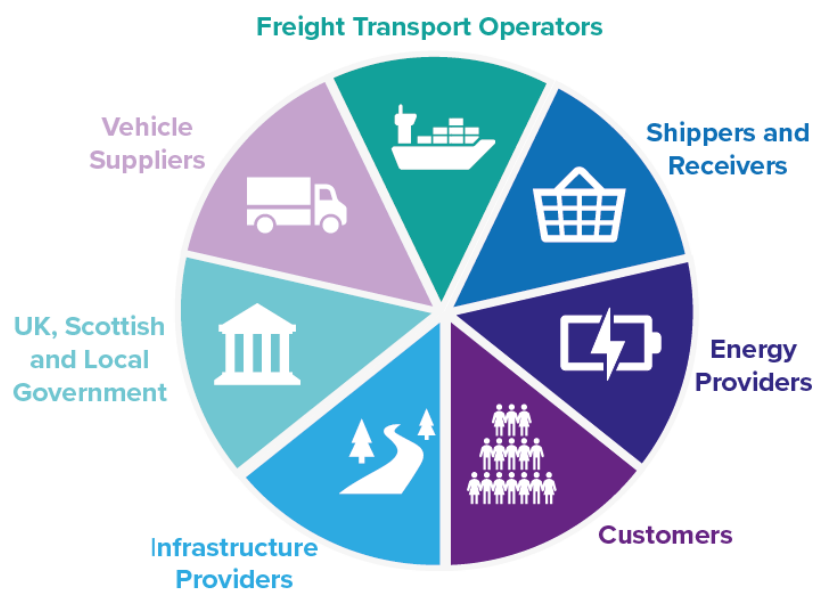 Freight Transport Operators
Vehicle
Suppliers
Shippers and
Receivers
UK, Scottish
and Local
Government
Energy
Providers
Infrastructure
Providers
Customers